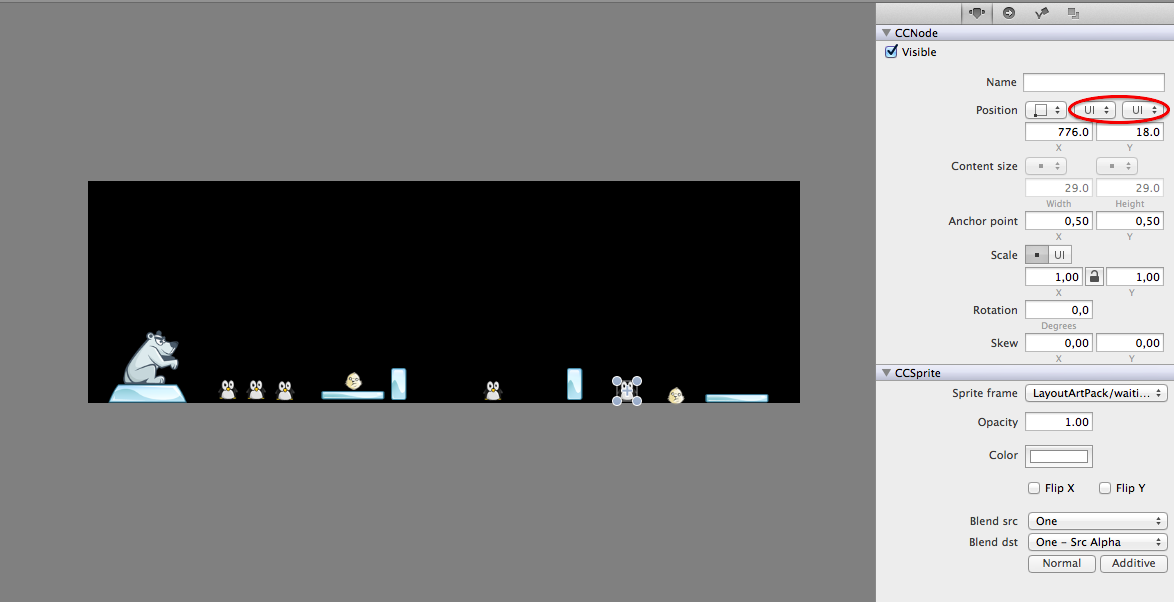 CCNode
Visible
Name
Position UI UI
776.0 18.0
X Y
Content size
29.0 29.0
Width Height
Anchor point 0,50 0,50
X Y
Scale UI
1,00 1,00
X Y
Rotation 0,0
Degrees
Skew 0,00 0,00
X Y
CCSprite
Sprite frame LayoutArtPack/waiti...
Opacity 1.00
Color
Flip X Flip Y
Blend src One
Blend dst One - Src Alpha
Normal Additive